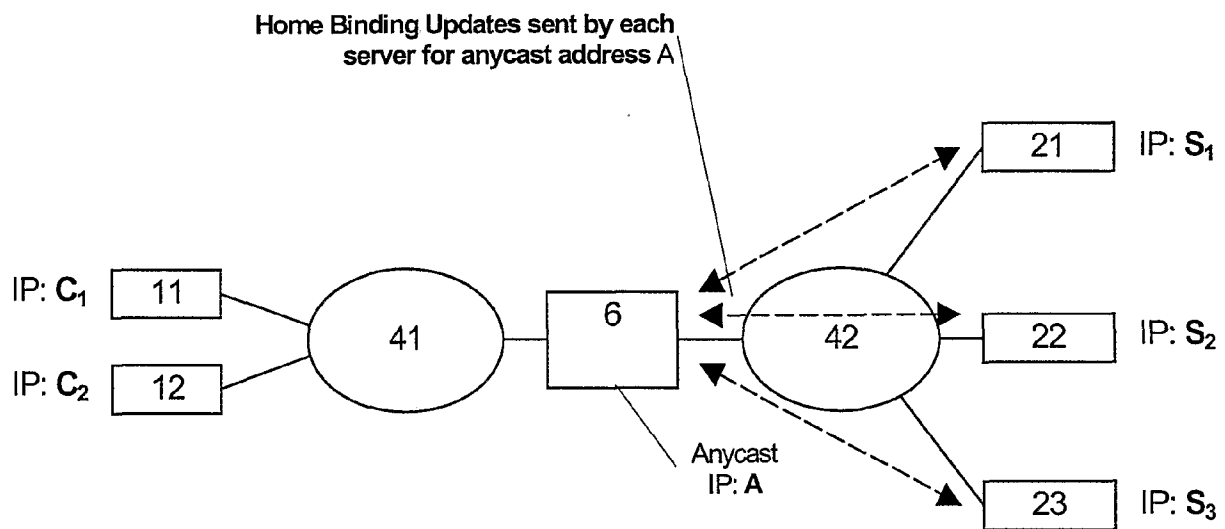 Home Binding Updates sent by each
server for anycast address A
21 IP: S₁
IP: C₁ 11
6
41
42
22 IP: S₂
IP: C₂ 12
Anycast
IP: A
23 IP: S₃